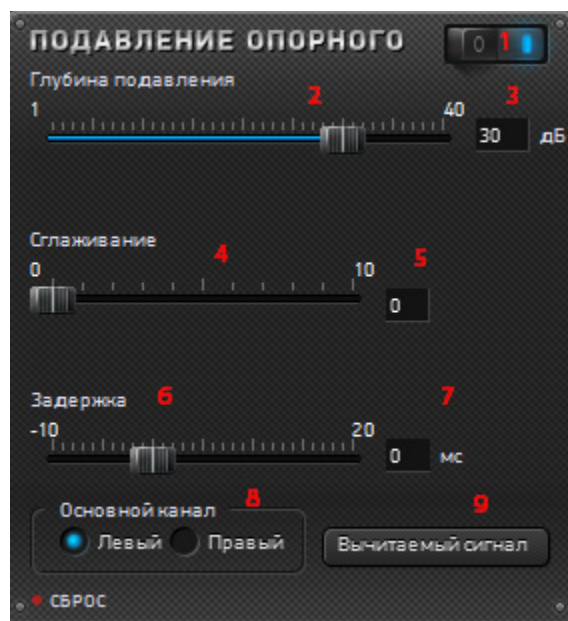 ПОДАВЛЕНИЕ ОПОРНОГО 0 1
Глубина подавления 2 3
1 40
30 дБ
Сглаживание 4 5
0 10
0
Задержка 6 7
-10 20
0 мс
Основной канал 8 9
Левый Правый Вычитаемый сигнал
СБРОС